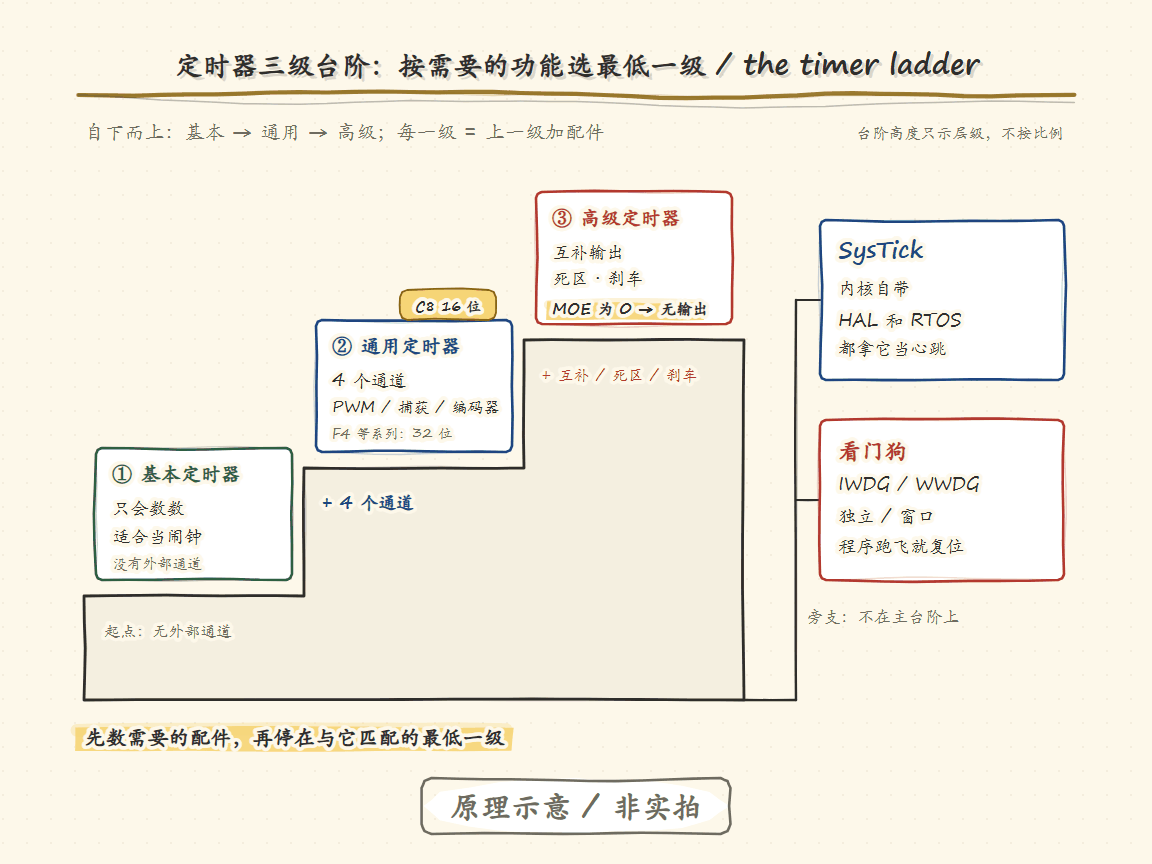 定时器三级台阶：按需要的功能选最低一级 / the timer ladder
自下而上：基本 → 通用 → 高级；每一级 = 上一级加配件
台阶高度只示层级，不按比例
③ 高级定时器
互补输出
死区 · 刹车
MOE 为 0 → 无输出
+ 互补 / 死区 / 刹车
C8 16 位
② 通用定时器
4 个通道
PWM / 捕获 / 编码器
F4 等系列：32 位
+ 4 个通道
① 基本定时器
只会数数
适合当闹钟
没有外部通道
起点：无外部通道
SysTick
内核自带
HAL 和 RTOS
都拿它当心跳
看门狗
IWDG / WWDG
独立 / 窗口
程序跑飞就复位
旁支：不在主台阶上
先数需要的配件，再停在与它匹配的最低一级
原理示意 / 非实拍